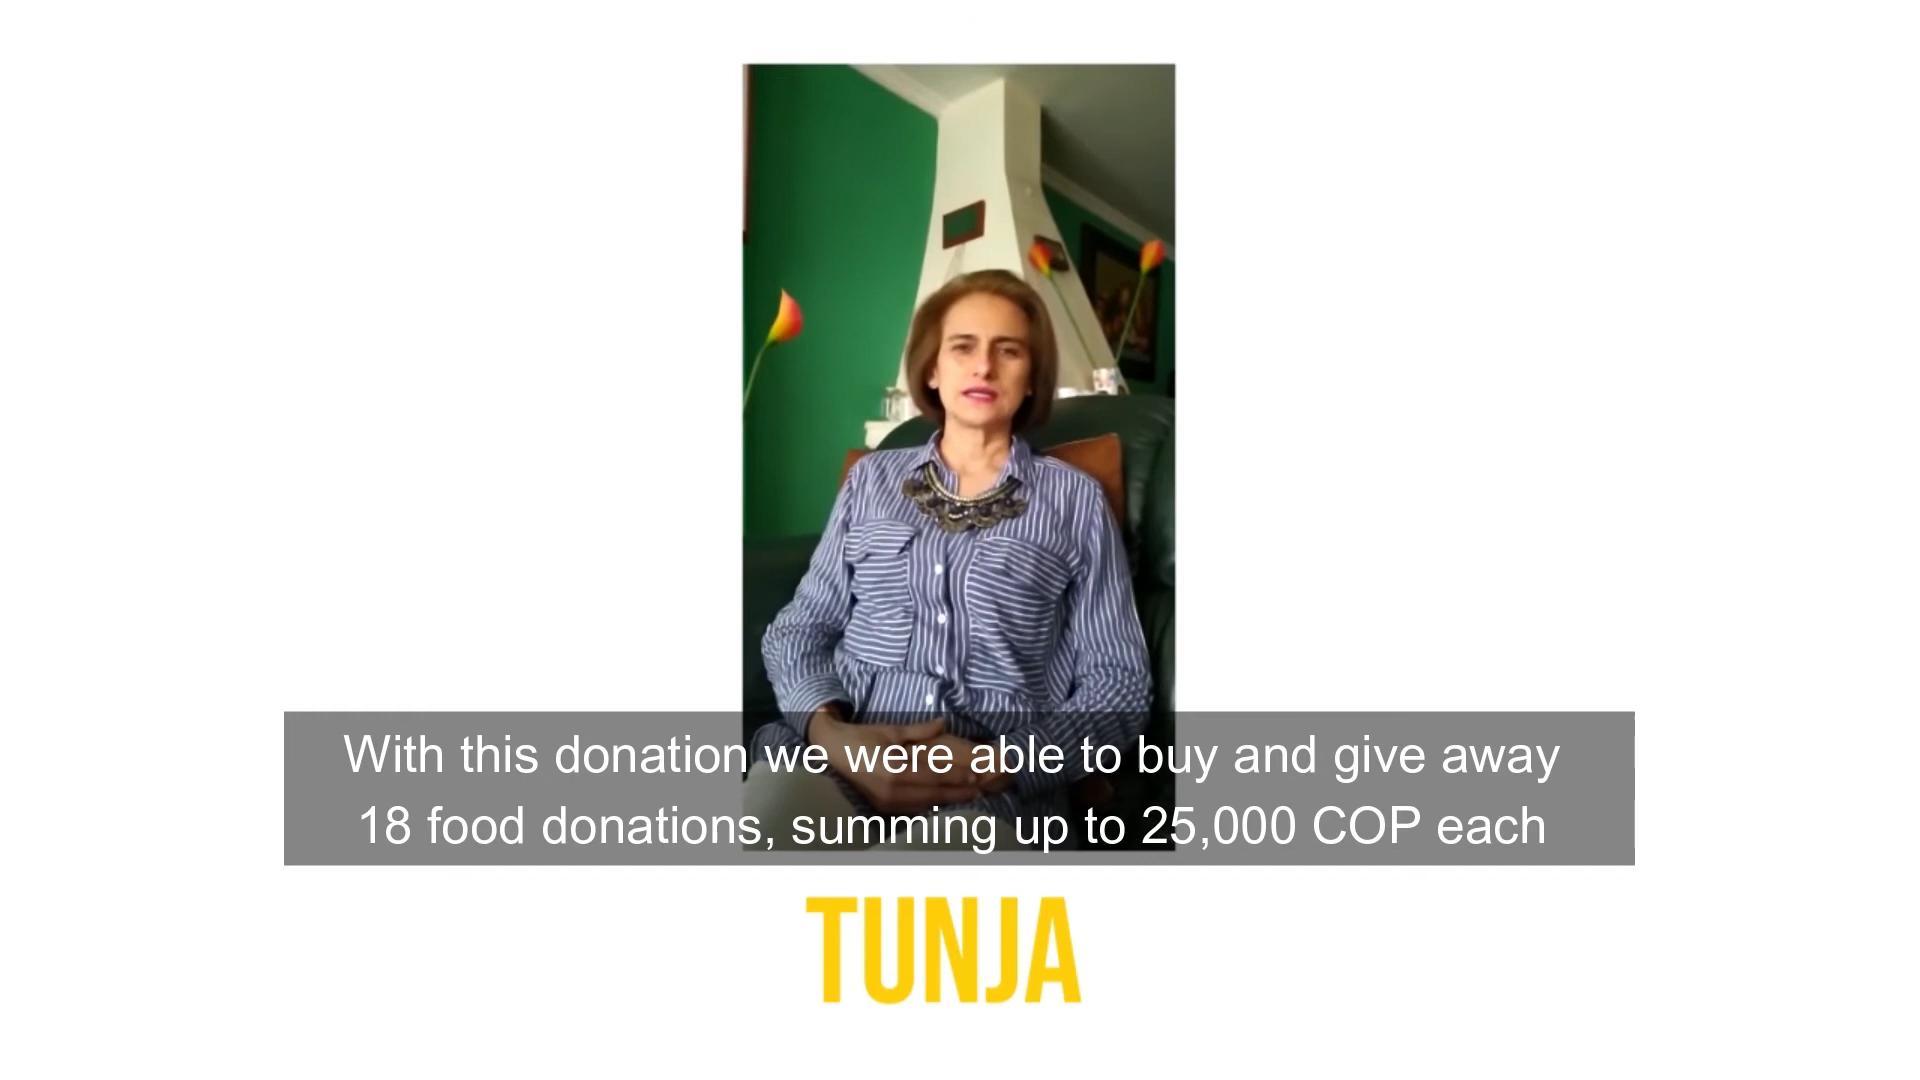 With this donation we were able to buy and give away
18 food donations, summing up to 25,000 COP each
TUNJA